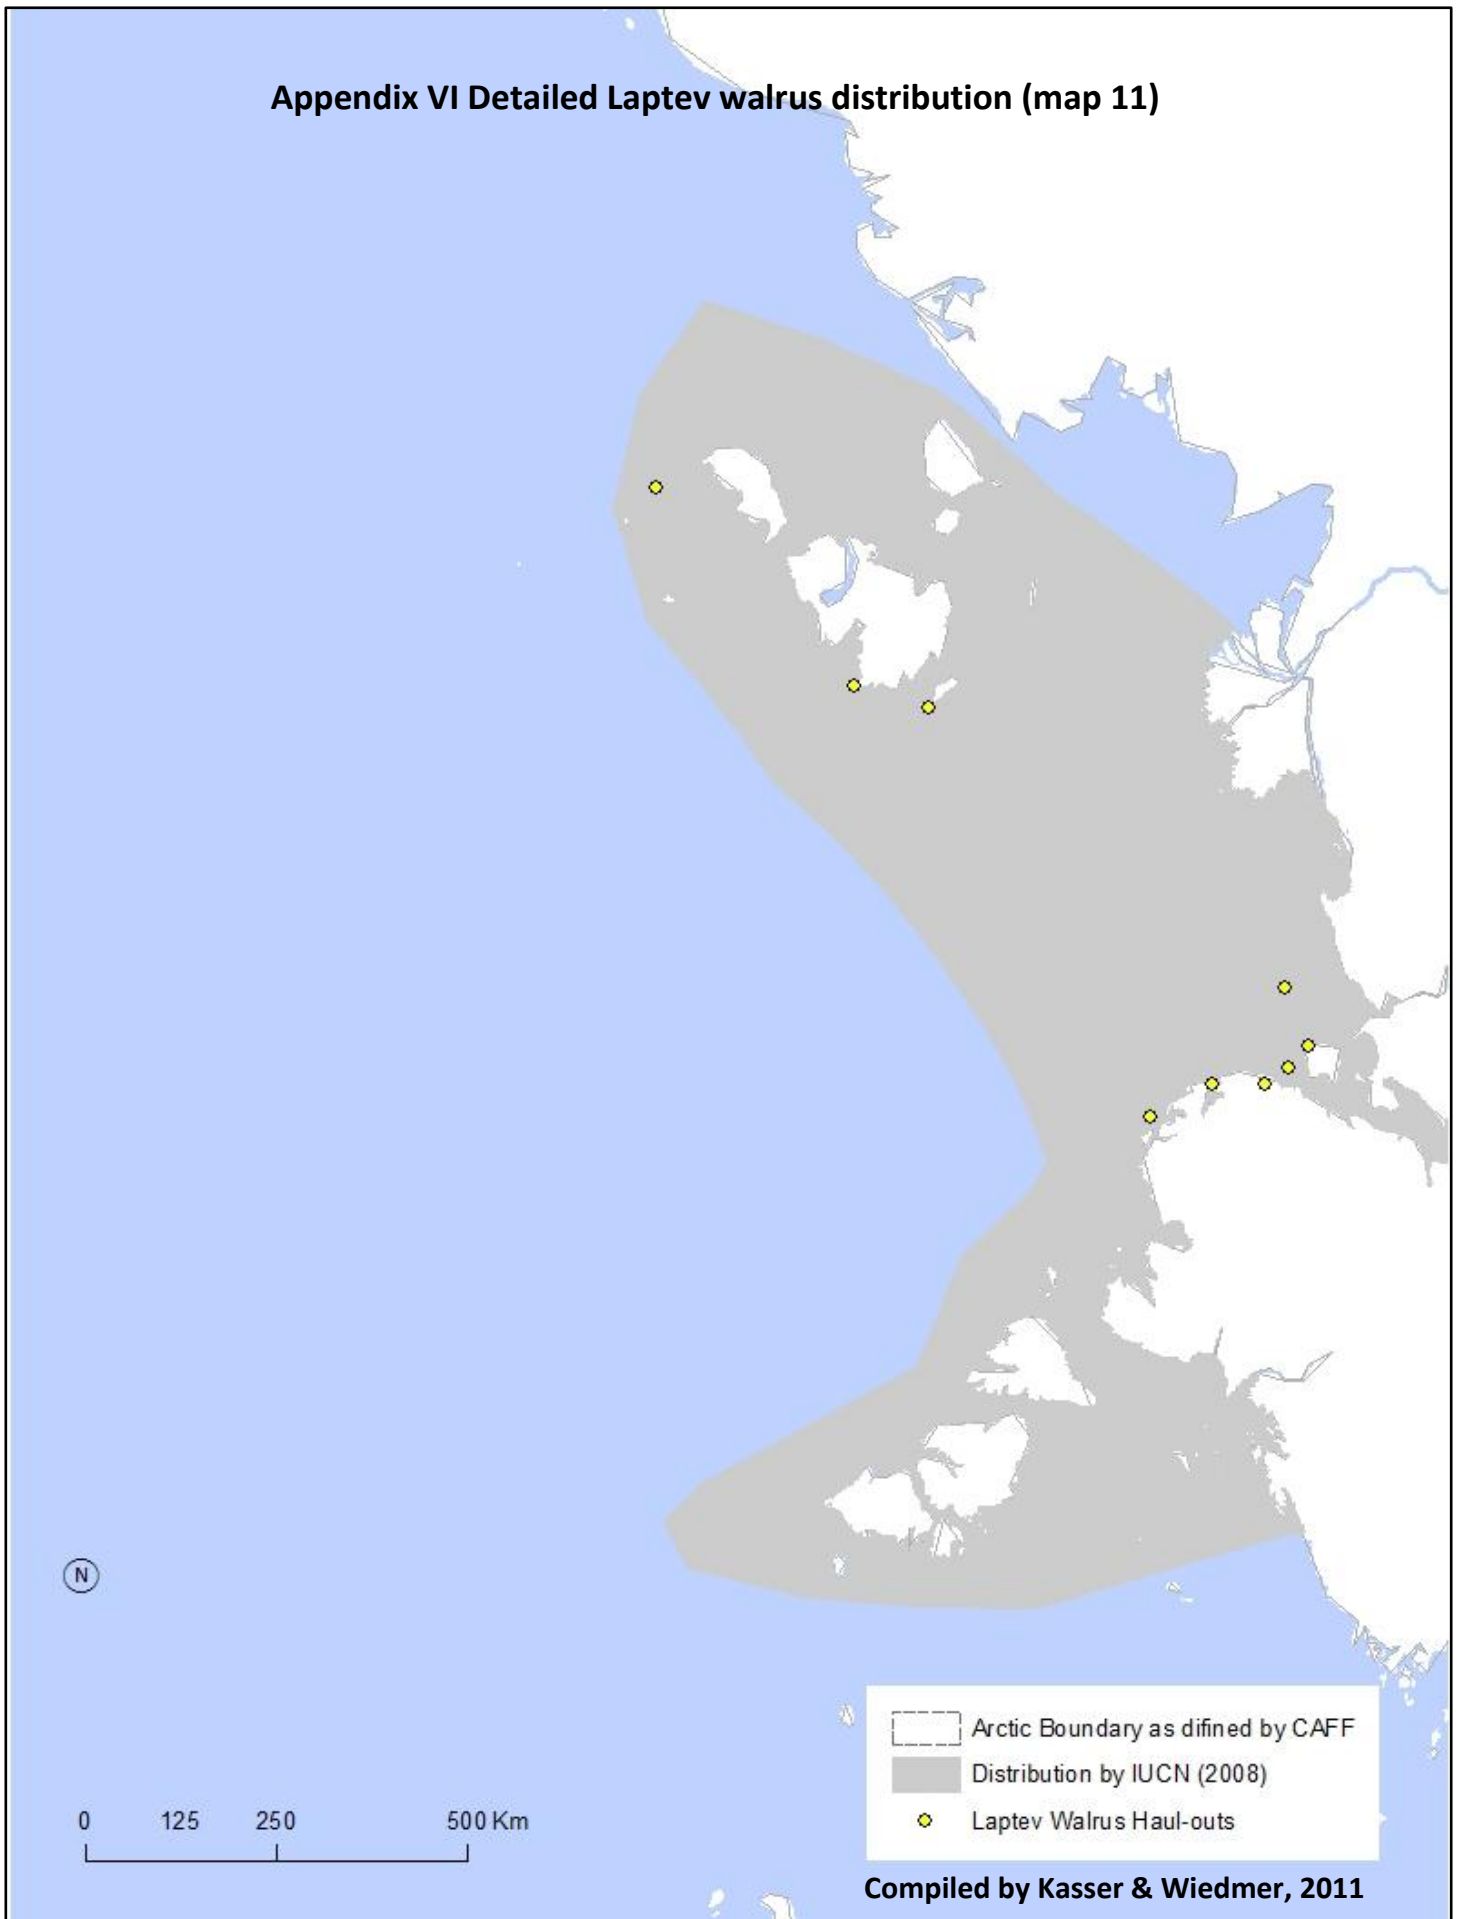 Appendix VI Detailed Laptev walrus distribution (map 11)
N
0 125 250 500 Km
Arctic Boundary as difined by CAFF
Distribution by IUCN (2008)
Laptev Walrus Haul-outs
Compiled by Kasser & Wiedmer, 2011